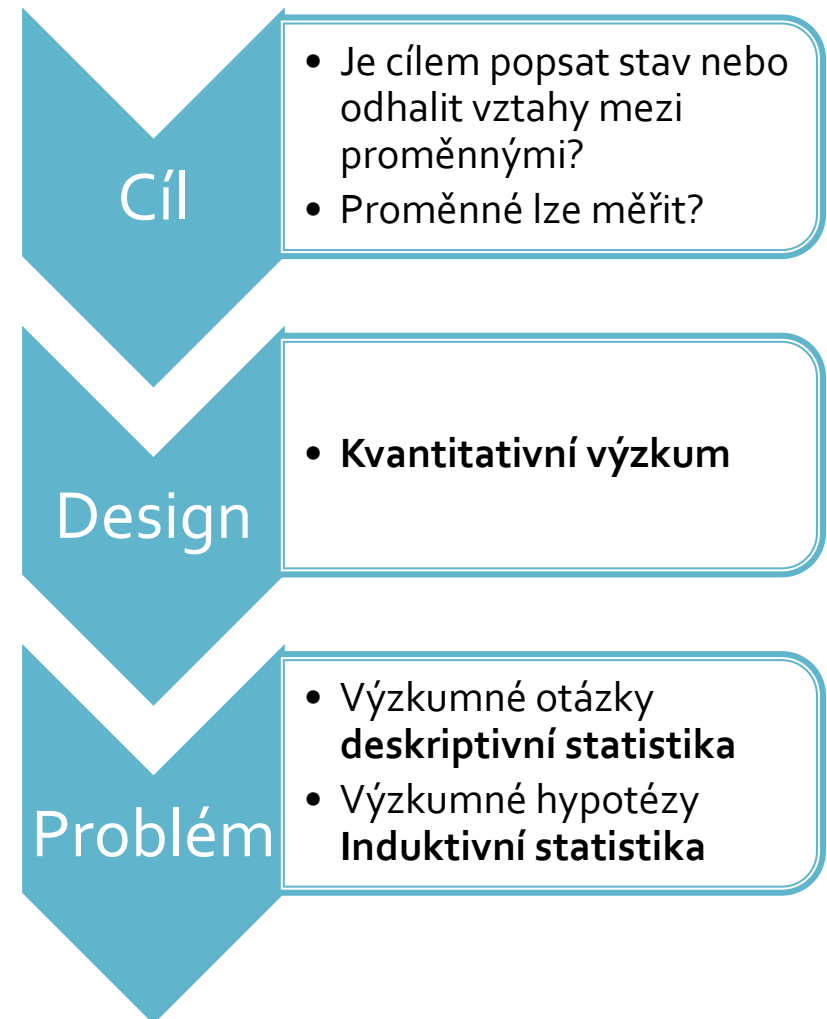 Cíl
• Je cílem popsat stav nebo
odhalit vztahy mezi
proměnnými?
• Proměnné lze měřit?
Design
• Kvantitativní výzkum
Problém
• Výzkumné otázky
deskriptivní statistika
• Výzkumné hypotézy
Induktivní statistika